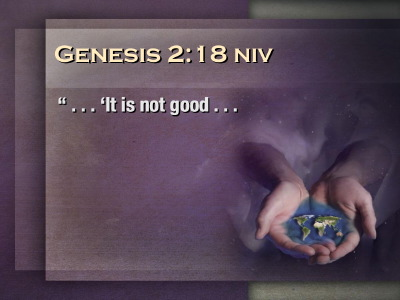 Genesis 2:18 NIV
“ . . . ‘It is not good . . .